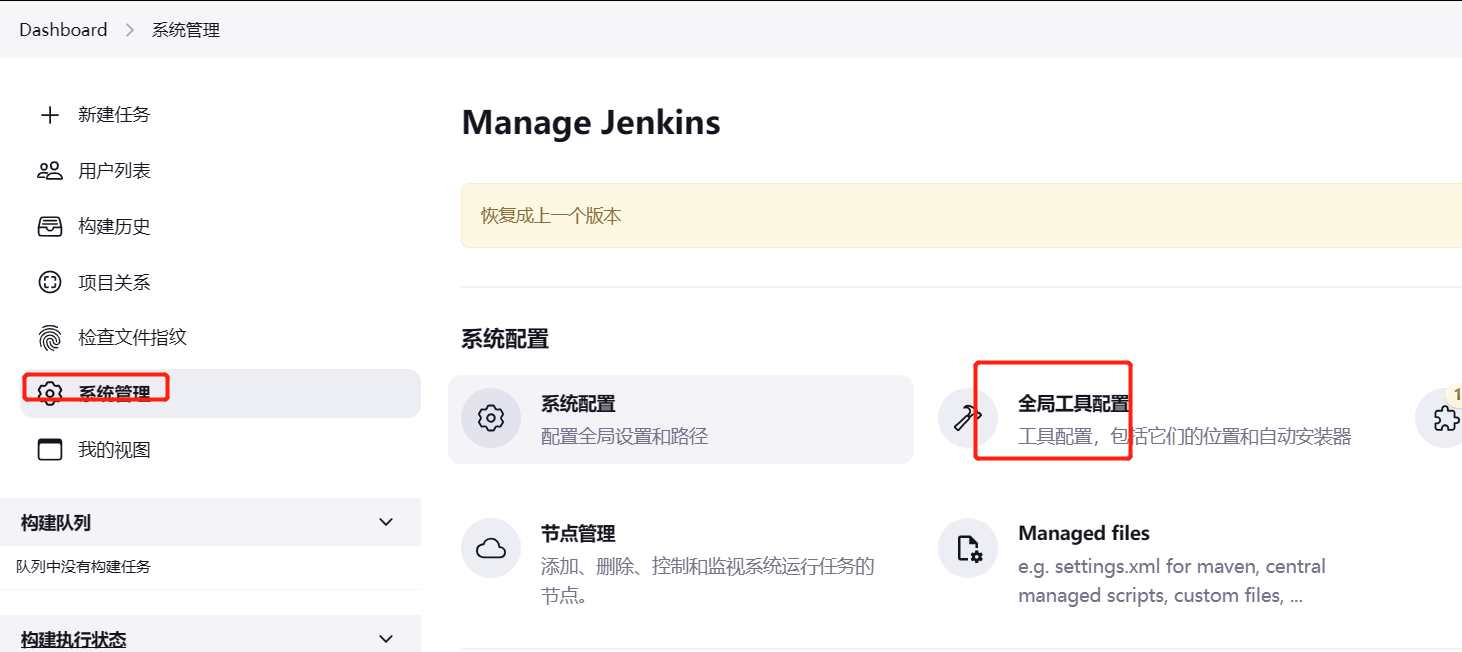 Dashboard > 系统管理
新建任务
用户列表
构建历史
项目关系
检查文件指纹
系统管理
我的视图
构建队列
队列中没有构建任务
构建执行状态
Manage Jenkins
恢复成上一个版本
系统配置
系统配置
配置全局设置和路径
全局工具配置
工具配置，包括它们的位置和自动安装器
1
节点管理
添加、删除、控制和监视系统运行任务的
节点。
Managed files
e.g. settings.xml for maven, central
managed scripts, custom files, ...